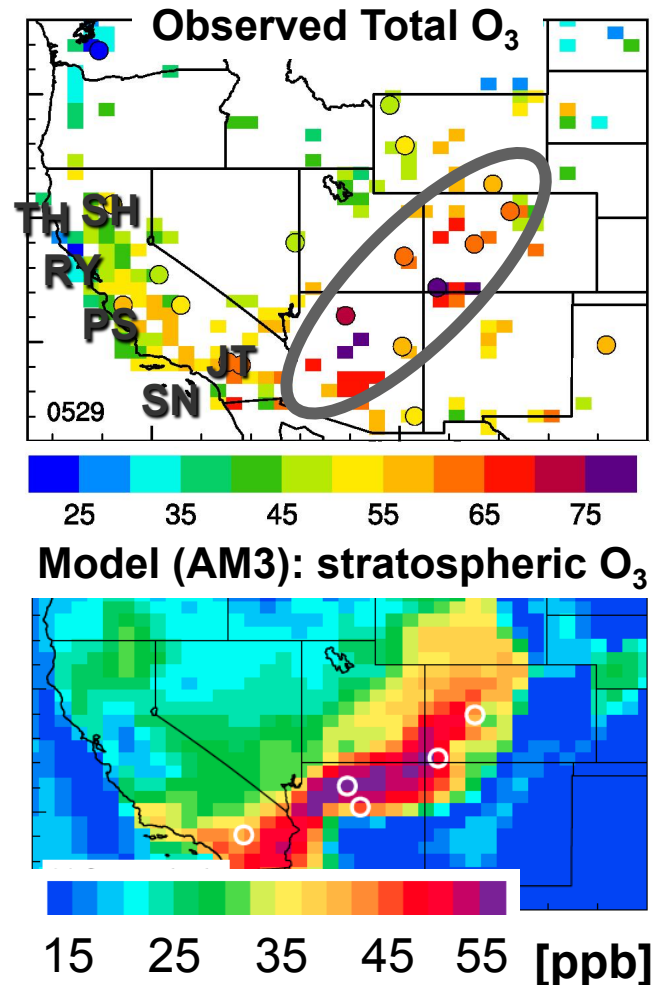 Observed Total O3
TH SH
RY
PS
JT
SN
0529
25 35 45 55 65 75
Model (AM3): stratospheric O3
15 25 35 45 55 [ppb]